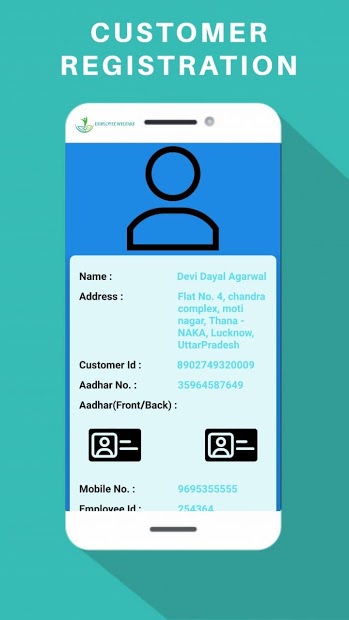 CUSTOMER
REGISTRATION
Name : Devi Dayal Agarwal
Address : Flat No. 4, chandra
complex, moti
nagar, Thana -
NAKA, Lucknow,
UttarPradesh
Customer Id : 8902749320009
Aadhar No. : 35964587649
Aadhar(Front/Back) :
Mobile No. : 9695355555
Employee Id : 254364